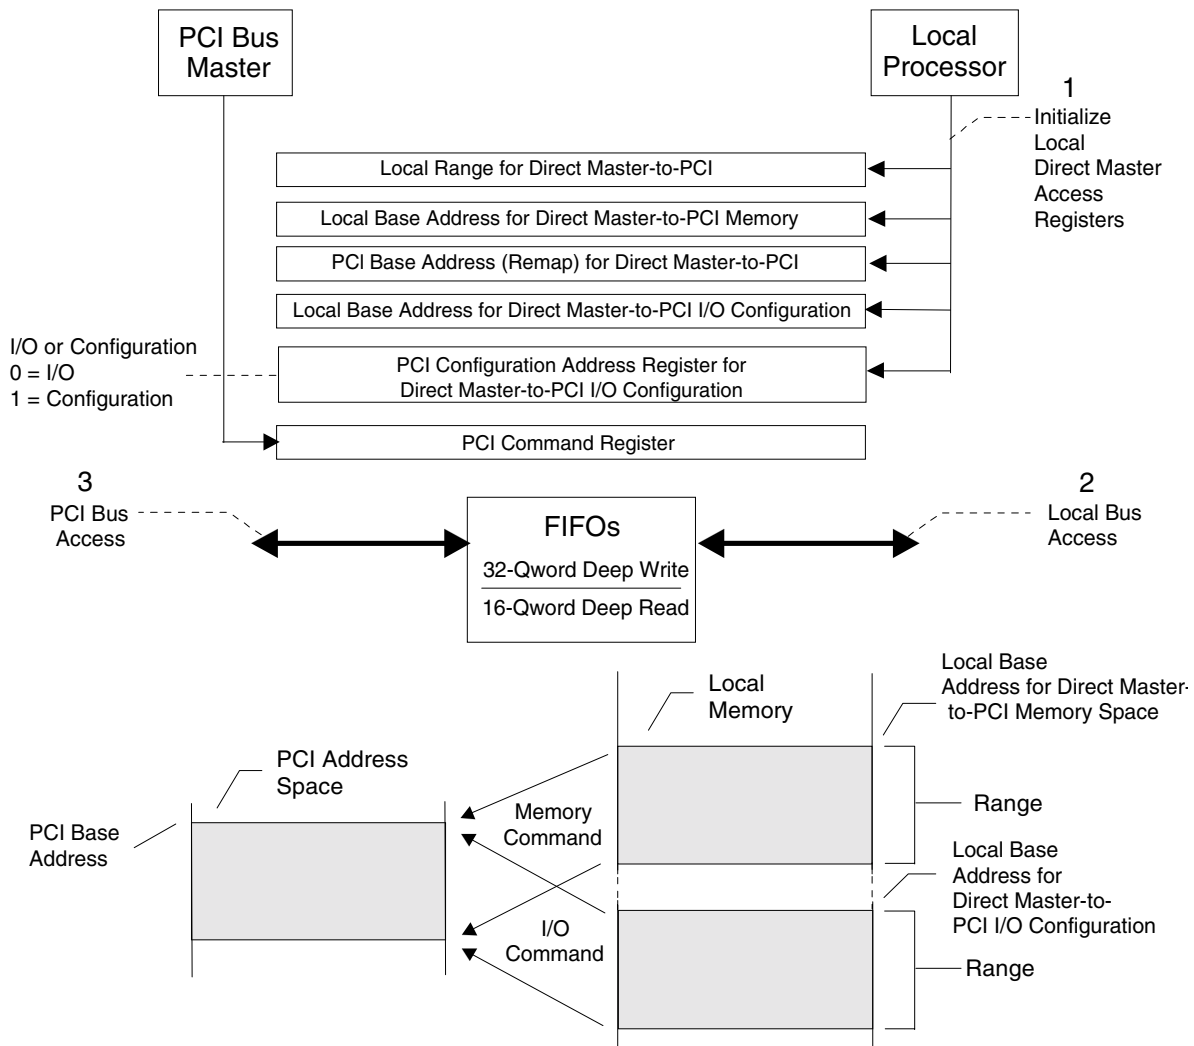 PCI Bus
Master
Local
Processor
1
Initialize
Local
Direct Master
Access
Registers
Local Range for Direct Master-to-PCI
Local Base Address for Direct Master-to-PCI Memory
PCI Base Address (Remap) for Direct Master-to-PCI
Local Base Address for Direct Master-to-PCI I/O Configuration
I/O or Configuration
0 = I/O
1 = Configuration
PCI Configuration Address Register for
Direct Master-to-PCI I/O Configuration
PCI Command Register
3
PCI Bus
Access
FIFOs
32-Qword Deep Write
16-Qword Deep Read
2
Local Bus
Access
Local
Memory
Local Base
Address for Direct Master-
to-PCI Memory Space
PCI Address
Space
PCI Base
Address
Memory
Command
Range
Local Base
Address for
Direct Master-to-
PCI I/O Configuration
I/O
Command
Range